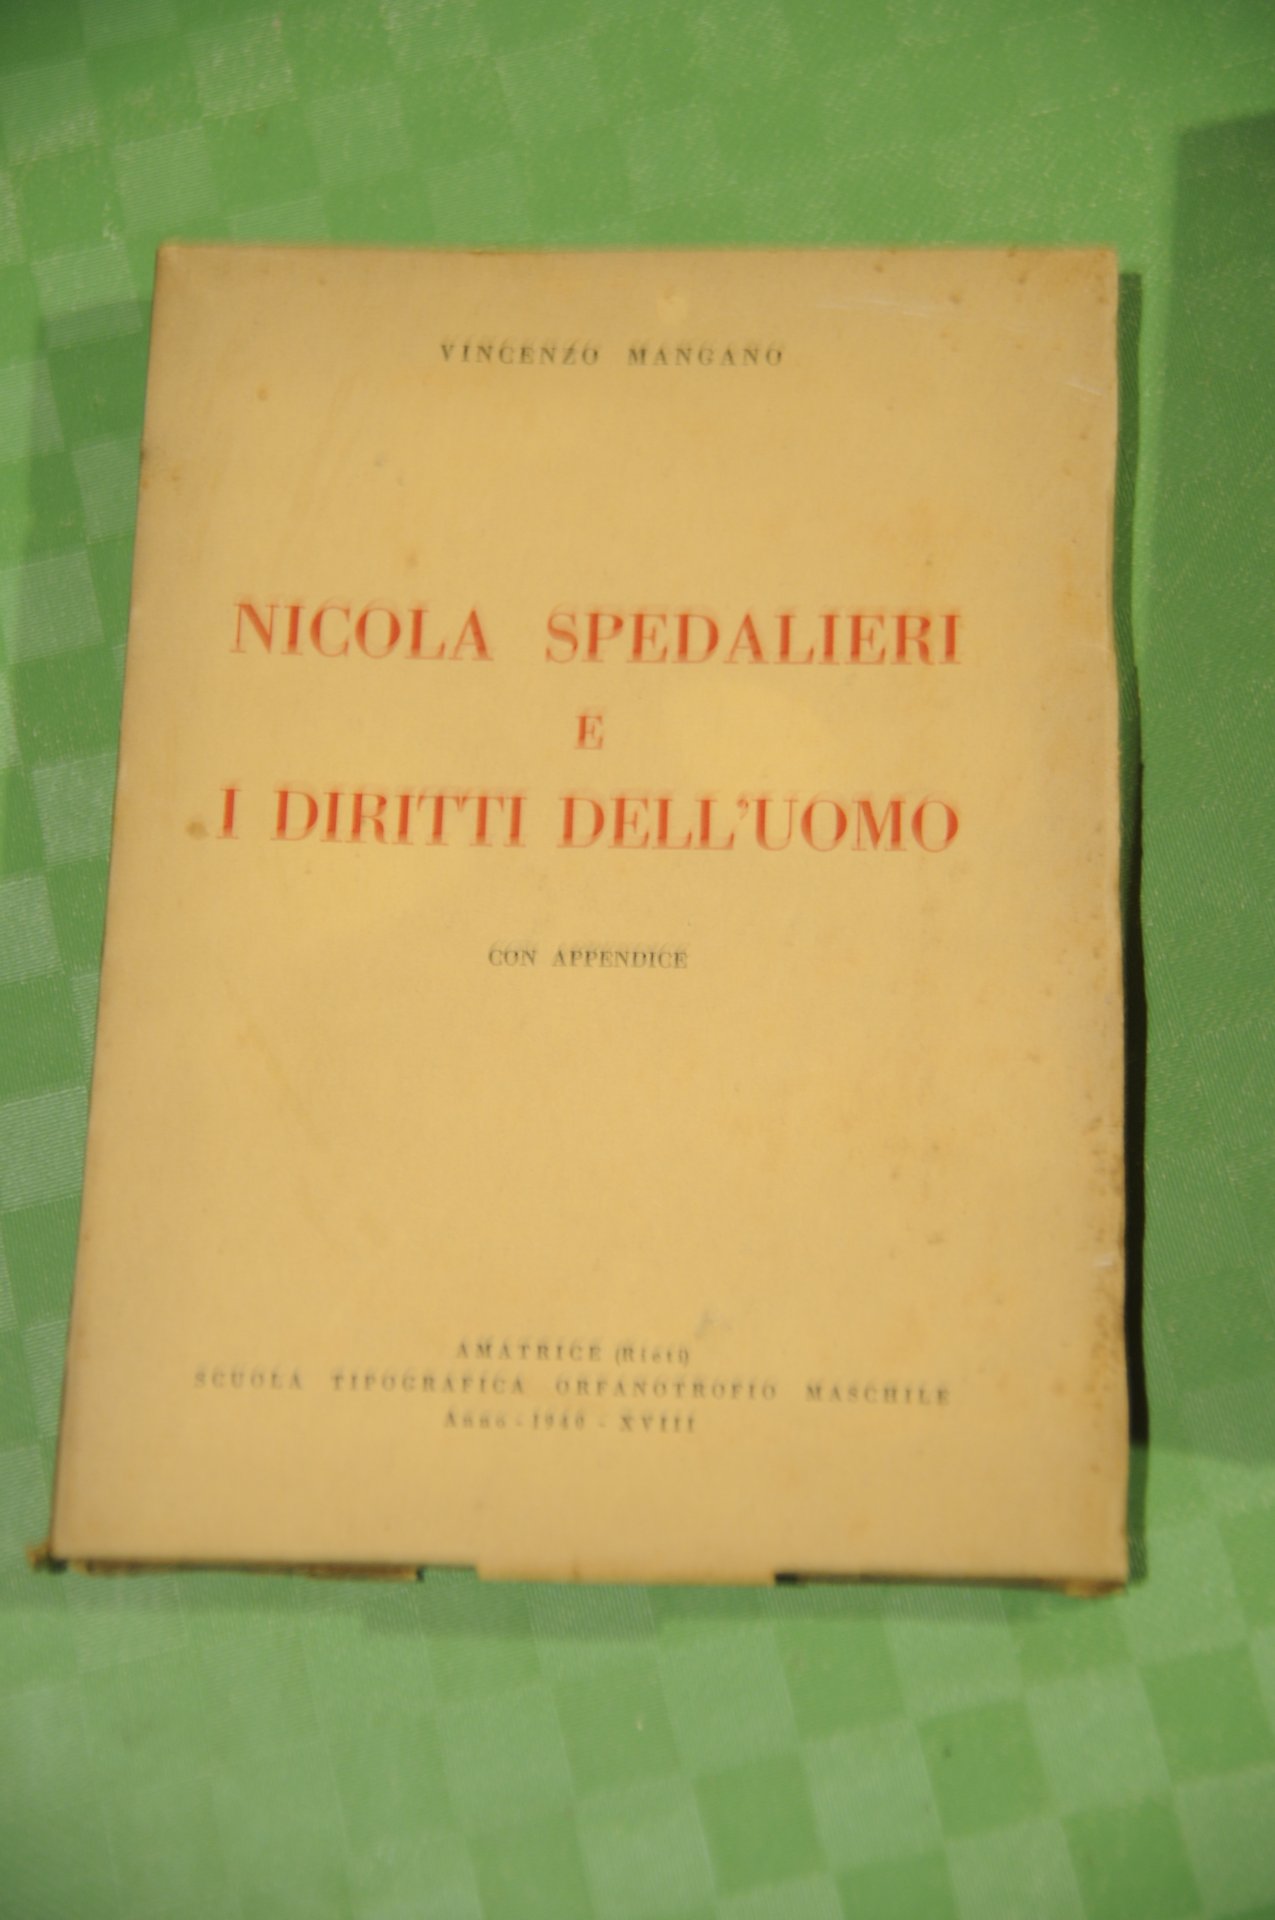 VINCENZO MANGANO
NICOLA SPEDALIERI
E
I DIRITTI DELL'UOMO
CON APPENDICE
AMATRICE (Rieti)
SCUOLA TIPOGRAFICA ORFANOTROFIO MASCHILE
Anno - 1940 - XVIII